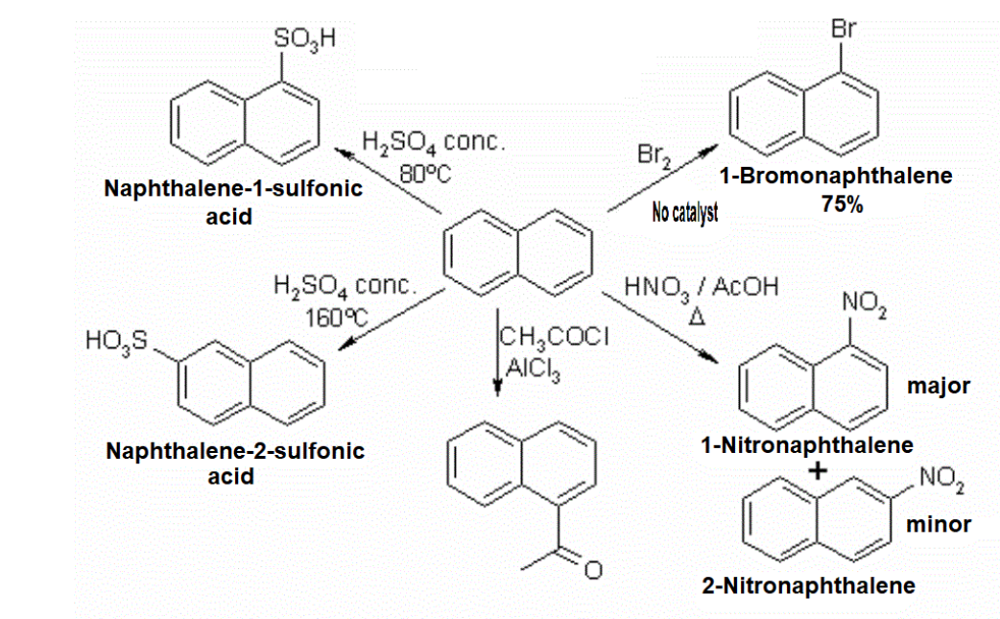 SO₃H
Br
H₂SO₄ conc.
80ºC
Br₂
No catalyst
Naphthalene-1-sulfonic
acid
1-Bromonaphthalene
75%
H₂SO₄ conc.
160ºC
HNO₃ / AcOH
Δ
HO₃S
CH₃COCl
AlCl₃
NO₂
major
Naphthalene-2-sulfonic
acid
1-Nitronaphthalene
+
NO₂
minor
O
2-Nitronaphthalene